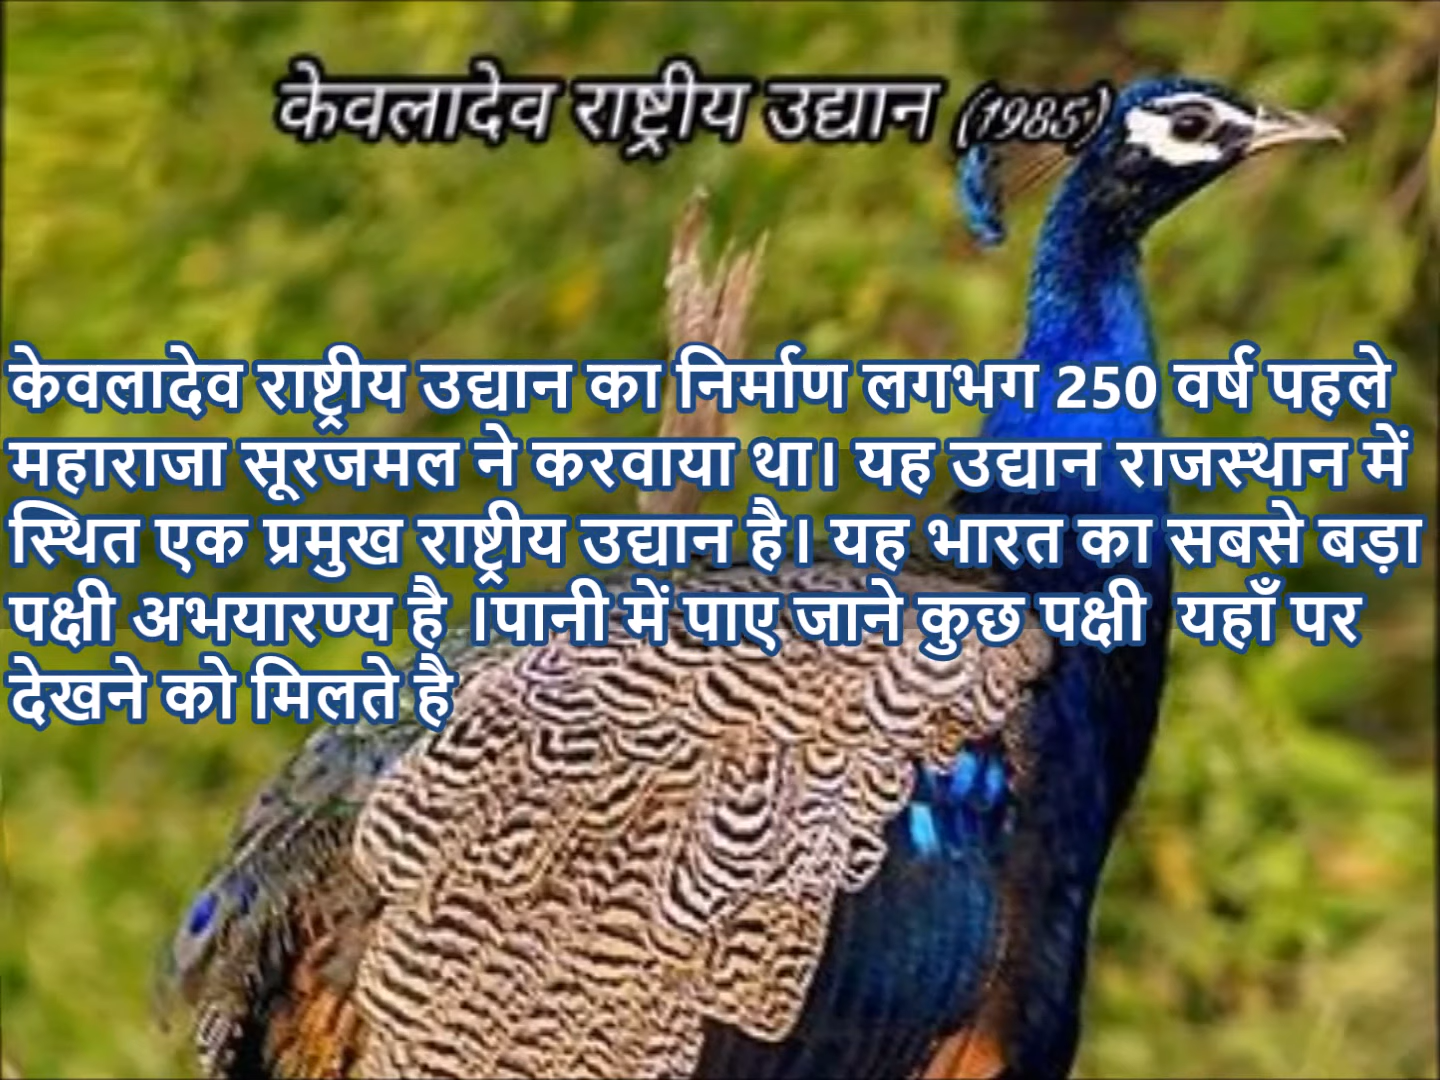 केवलादेव राष्ट्रीय उद्यान (1985)
केवलादेव राष्ट्रीय उद्यान का निर्माण लगभग 250 वर्ष पहले
महाराजा सूरजमल ने करवाया था। यह उद्यान राजस्थान में
स्थित एक प्रमुख राष्ट्रीय उद्यान है। यह भारत का सबसे बड़ा
पक्षी अभयारण्य है ।पानी में पाए जाने कुछ पक्षी  यहाँ पर
देखने को मिलते है